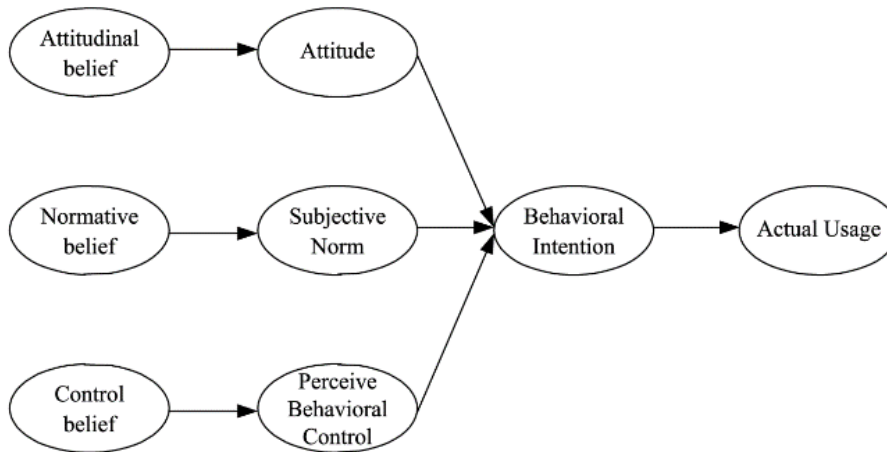 Attitudinal
belief
Attitude
Normative
belief
Subjective
Norm
Behavioral
Intention
Actual Usage
Control
belief
Perceive
Behavioral
Control